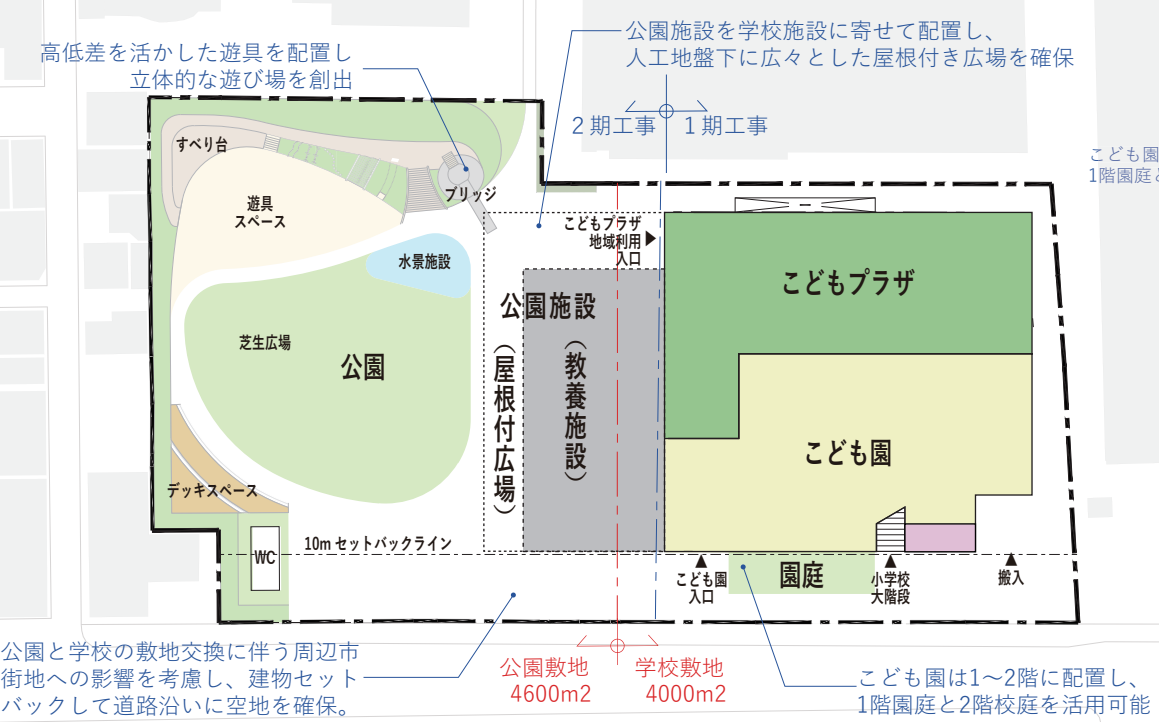 高低差を活かした遊具を配置し
立体的な遊び場を創出
公園施設を学校施設に寄せて配置し、
人工地盤下に広々とした屋根付き広場を確保
2期工事
1期工事
こども園
1階園庭と
すべり台
遊具
スペース
ブリッジ
こどもプラザ
地域利用
入口
水景施設
こどもプラザ
公園施設
(屋根付広場)
(教養施設)
芝生広場
公園
こども園
デッキスペース
WC
10mセットバックライン
こども園
入口
園庭
小学校
大階段
搬入
公園と学校の敷地交換に伴う周辺市
街地への影響を考慮し、建物セット
バックして道路沿いに空地を確保。
公園敷地
4600m2
学校敷地
4000m2
こども園は1〜2階に配置し、
1階園庭と2階校庭を活用可能